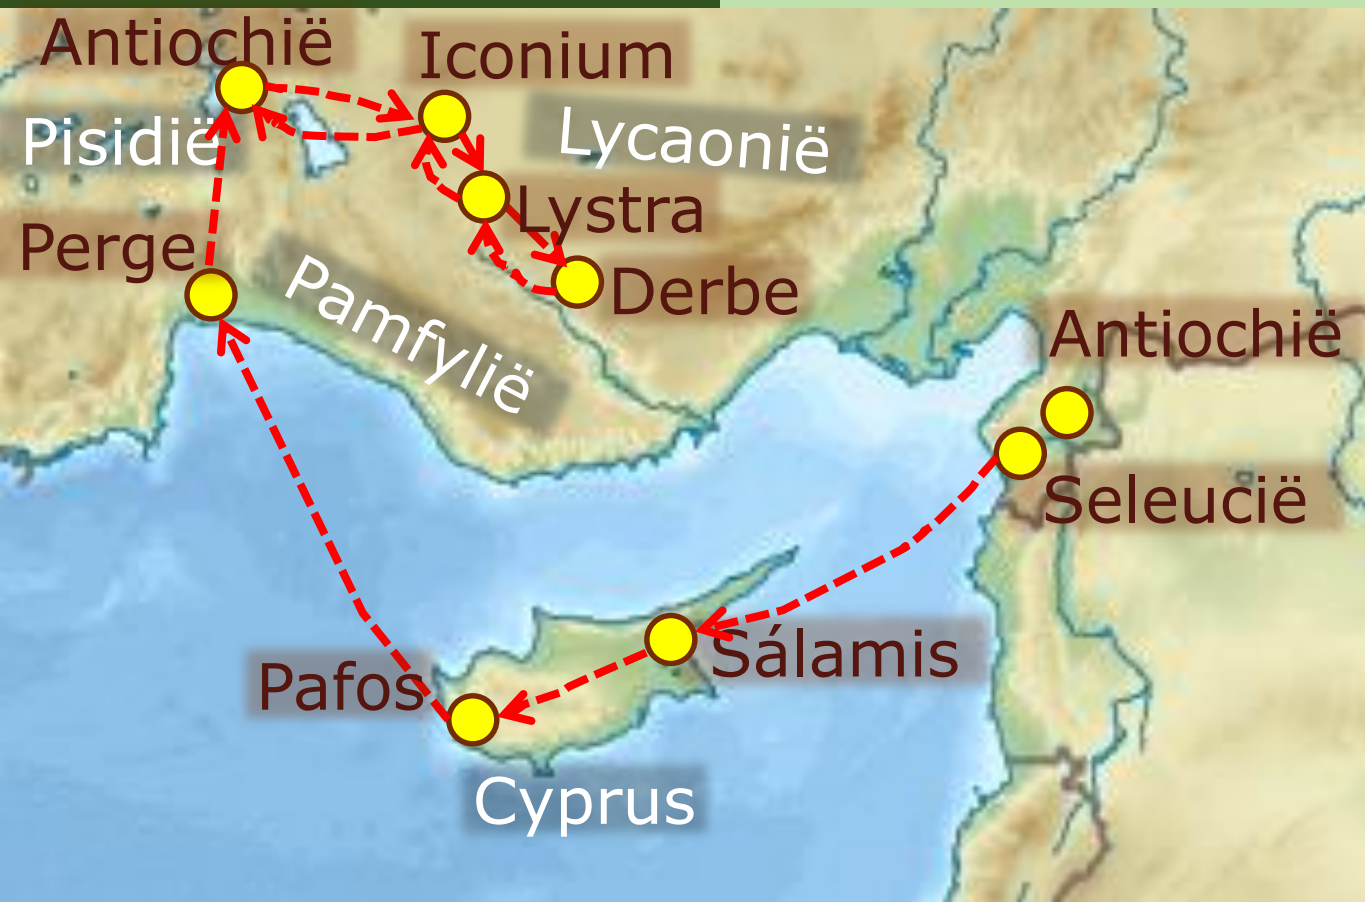 Antiochië
Iconium
Pisidië
Lycaonië
Lystra
Perge
Derbe
Pamfylië
Antiochië
Seleucië
Sálamis
Pafos
Cyprus